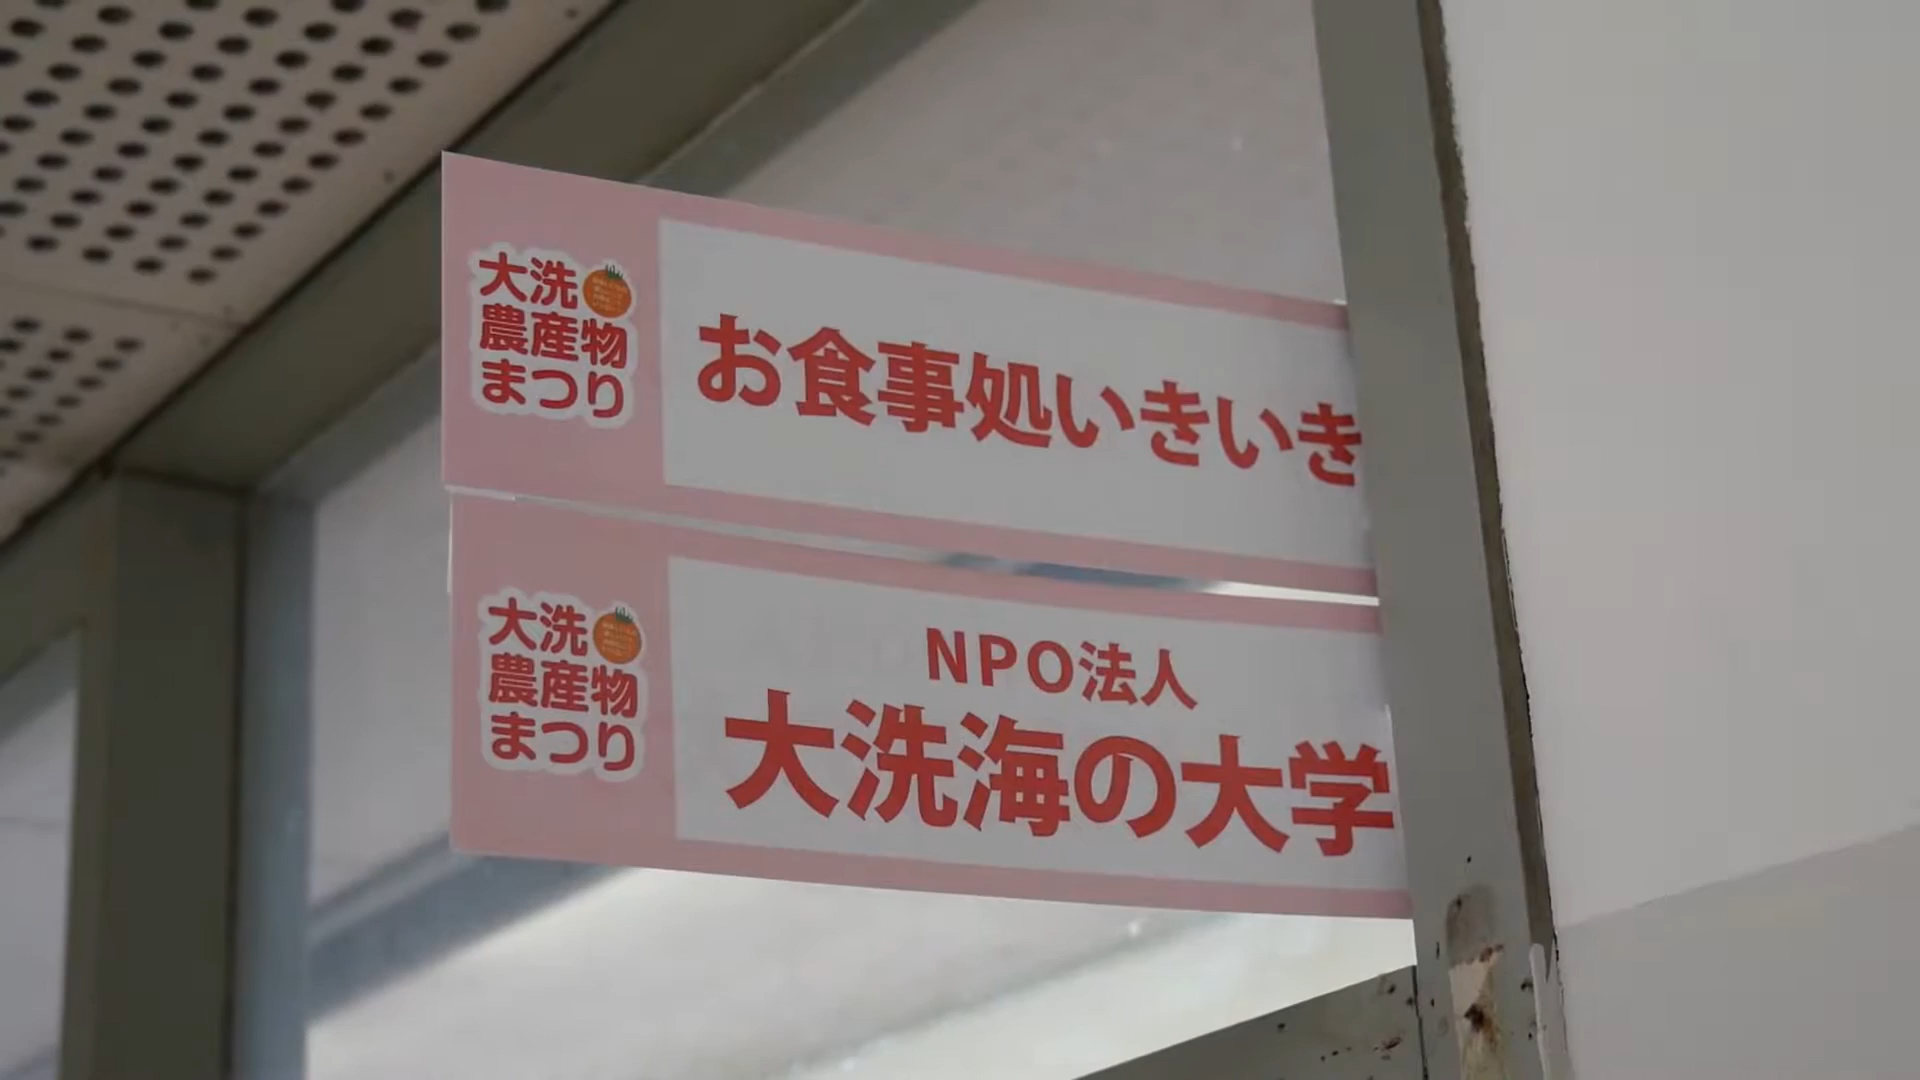 大洗
農産物
まつり
お食事処いきいき
大洗
農産物
まつり
NPO法人
大洗海の大学